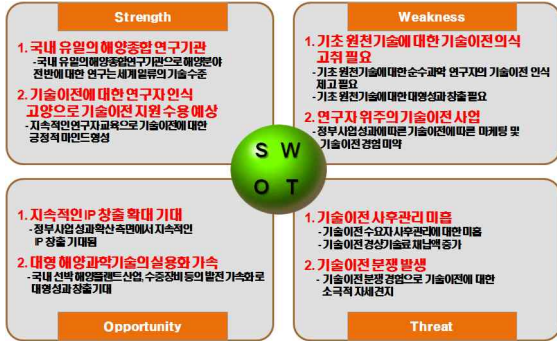 Strength
1. 국내 유일의 해양종합 연구기관
- 국내 유일의해양종합연구기관으로 해양분야
전반에 대한 연구는 세계일류의 기술수준
2. 기술이전에 대한 연구자 인식
고양으로 기술이전 지원 수용 예상
- 지속적인연구자교육으로 기술이전에 대한
긍정적 마인드형성
Weakness
1. 기초 원천기술에 대한 기술이전 의식
고취 필요
- 기초 원천기술에 대한 순수과학 연구자의 기술이전 인식
제고 필요
- 기초 원천기술에 대한 대형성과 창출 필요
2. 연구자 위주의 기술이전 사업
- 정부사업성과에 따른 기술이전에 따른 마케팅 및
기술이전 경험 미약
S W
O T
1. 지속적인 IP 창출 확대 기대
- 정부사업 성과확산 측면에서 지속적인
IP 창출 기대됨
2. 대형 해양과학기술의 실용화 가속
- 국내 선박 해양플랜트 산업, 수중장비 등의 발전 가속화로
대형성과 창출기대
Opportunity
1. 기술이전 사후관리 미흡
- 기술이전 수요자 사후관리에 대한 미흡
- 기술이전 경상기술료 체납액 증가
2. 기술이전 분쟁 발생
- 기술이전 분쟁 경험으로 기술이전에 대한
소극적 자세견지
Threat